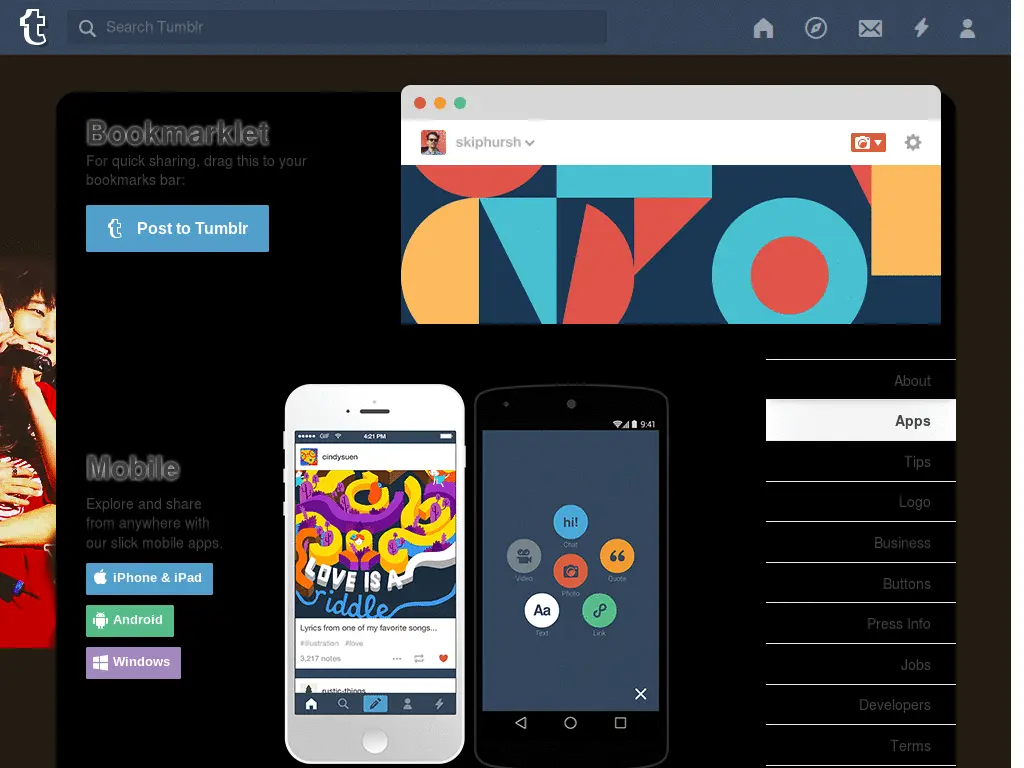 Search Tumblr
Bookmarklet
For quick sharing, drag this to your
bookmarks bar:
Post to Tumblr
skiphursh
Mobile
Explore and share
from anywhere with
our slick mobile apps.
iPhone & iPad
Android
Windows
GIF
4:21 PM
cindysuen
LOVE IS A
riddle
Lyrics from one of my favorite songs...
#illustration #love
3,217 notes
rustic-things
9:41
hi!
Chat
Video
Photo
Quote
Aa
Text
Link
About
Apps
Tips
Logo
Business
Buttons
Press Info
Jobs
Developers
Terms